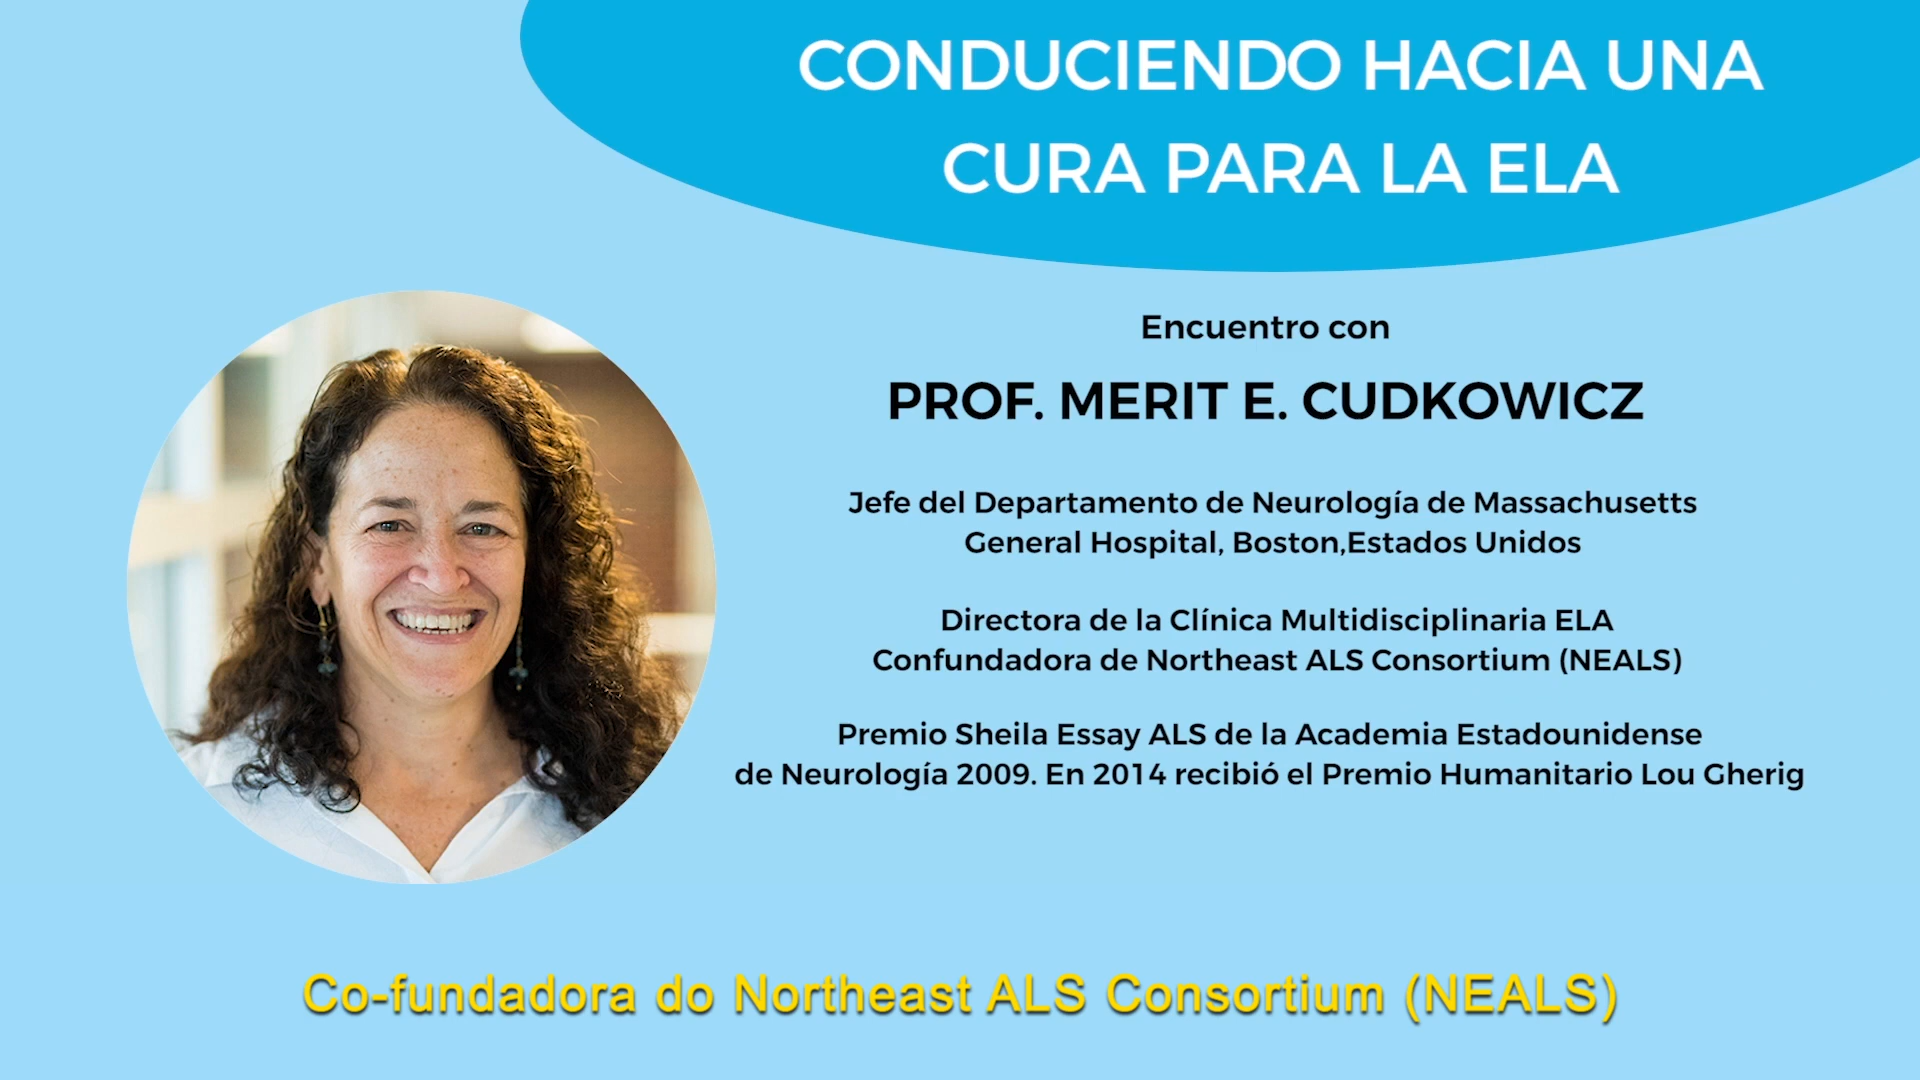 CONDUCIENDO HACIA UNA
CURA PARA LA ELA
Encuentro con
PROF. MERIT E. CUDKOWICZ
Jefe del Departamento de Neurología de Massachusetts
General Hospital, Boston,Estados Unidos
Directora de la Clínica Multidisciplinaria ELA
Confundadora de Northeast ALS Consortium (NEALS)
Premio Sheila Essay ALS de la Academia Estadounidense
de Neurología 2009. En 2014 recibió el Premio Humanitario Lou Gherig
Co-fundadora do Northeast ALS Consortium (NEALS)